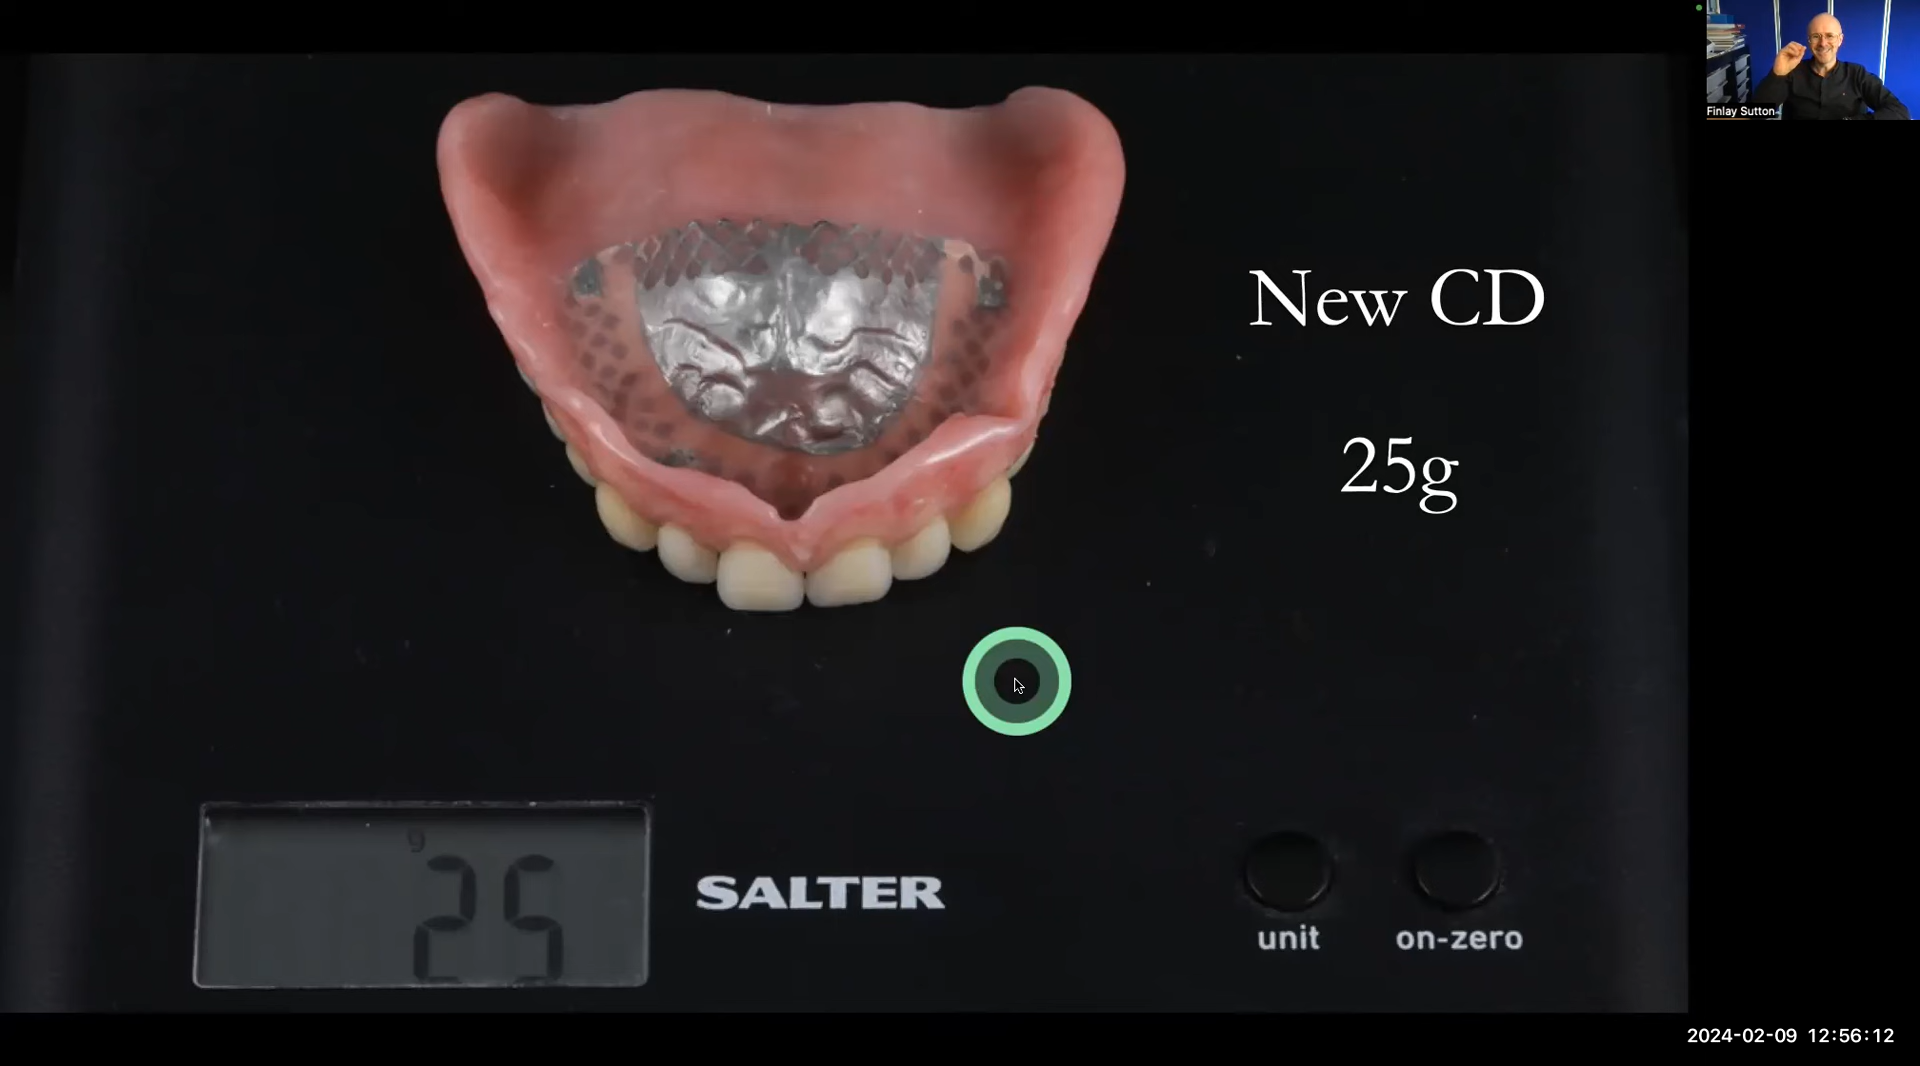 Finlay Sutton
New CD
25g
g
25
SALTER
unit
on-zero
2024-02-09 12:56:12